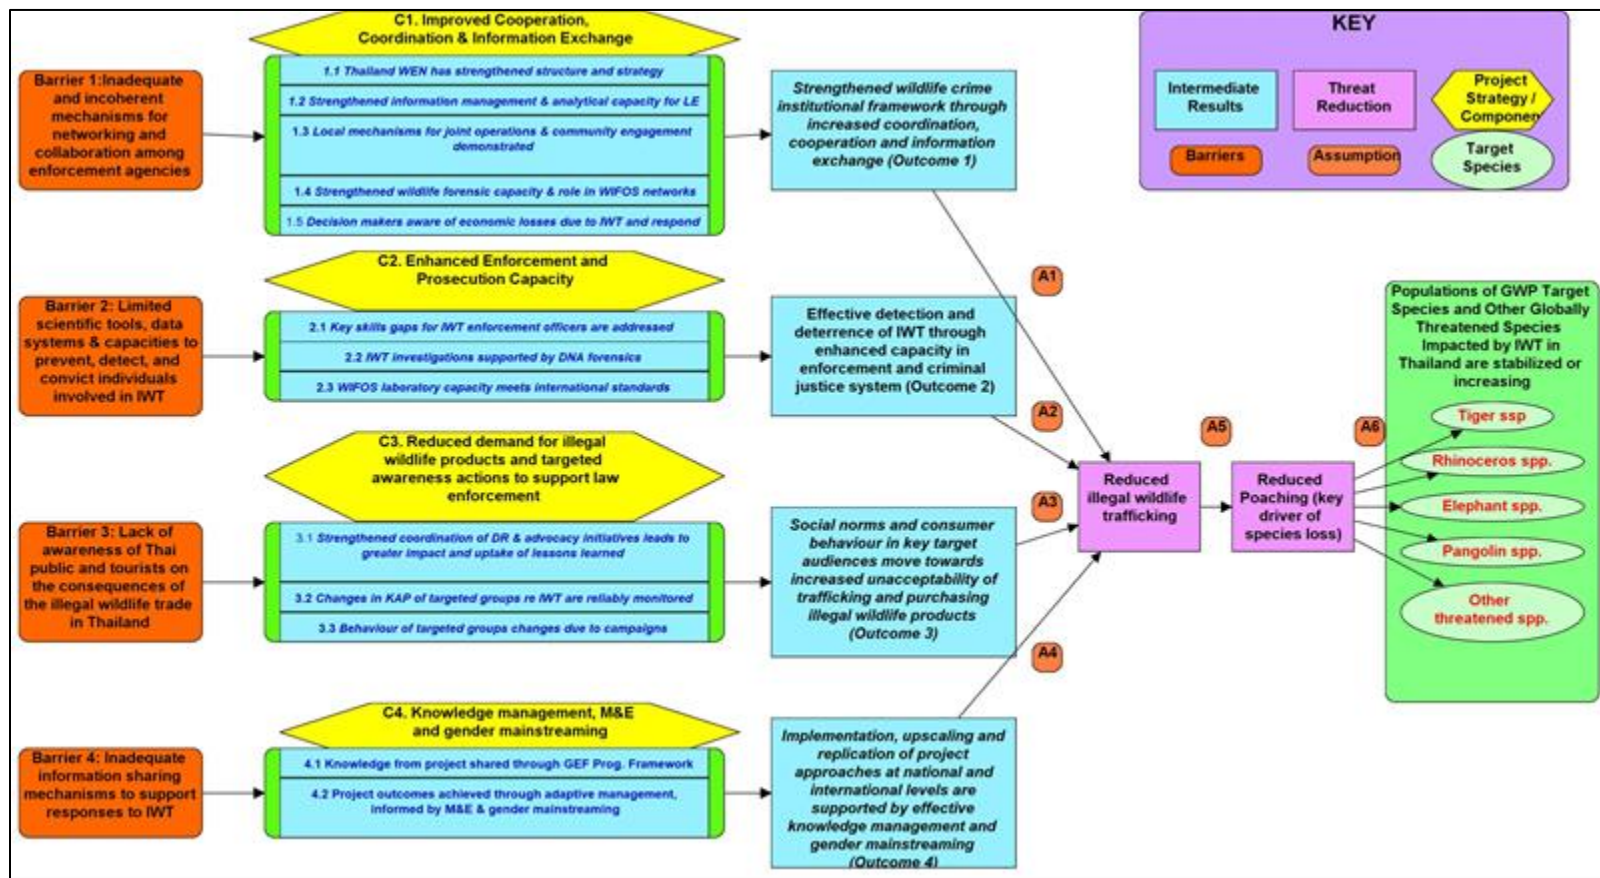 C1. Improved Cooperation,
Coordination & Information Exchange
Barrier 1:Inadequate
and incoherent
mechanisms for
networking and
collaboration among
enforcement agencies
1.1 Thailand WEN has strengthened structure and strategy
1.2 Strengthened information management & analytical capacity for LE
1.3 Local mechanisms for joint operations & community engagement
demonstrated
1.4 Strengthened wildlife forensic capacity & role in WIFOS networks
1.5 Decision makers aware of economic losses due to IWT and respond
Strengthened wildlife crime
institutional framework through
increased coordination,
cooperation and information
exchange (Outcome 1)
KEY
Intermediate
Results
Threat
Reduction
Project
Strategy /
Componen
Barriers
Assumption
Target
Species
C2. Enhanced Enforcement and
Prosecution Capacity
Barrier 2: Limited
scientific tools, data
systems & capacities to
prevent, detect, and
convict individuals
involved in IWT
2.1 Key skills gaps for IWT enforcement officers are addressed
2.2 IWT investigations supported by DNA forensics
2.3 WIFOS laboratory capacity meets international standards
Effective detection and
deterrence of IWT through
enhanced capacity in
enforcement and criminal
justice system (Outcome 2)
A1
A2
A3
A4
A5
A6
C3. Reduced demand for illegal
wildlife products and targeted
awareness actions to support law
enforcement
Barrier 3: Lack of
awareness of Thai
public and tourists on
the consequences of
the illegal wildlife trade
in Thailand
3.1 Strengthened coordination of DR & advocacy initiatives leads to
greater impact and uptake of lessons learned
3.2 Changes in KAP of targeted groups re IWT are reliably monitored
3.3 Behaviour of targeted groups changes due to campaigns
Social norms and consumer
behaviour in key target
audiences move towards
increased unacceptability of
trafficking and purchasing
illegal wildlife products
(Outcome 3)
Reduced
illegal wildlife
trafficking
Reduced
Poaching (key
driver of
species loss)
Populations of GWP Target
Species and Other Globally
Threatened Species
Impacted by IWT in
Thailand are stabilized or
increasing
Tiger ssp
Rhinoceros spp.
Elephant spp.
Pangolin spp.
Other
threatened spp.
C4. Knowledge management, M&E
and gender mainstreaming
Barrier 4: Inadequate
information sharing
mechanisms to support
responses to IWT
4.1 Knowledge from project shared through GEF Prog. Framework
4.2 Project outcomes achieved through adaptive management,
informed by M&E & gender mainstreaming
Implementation, upscaling and
replication of project
approaches at national and
international levels are
supported by effective
knowledge management and
gender mainstreaming
(Outcome 4)